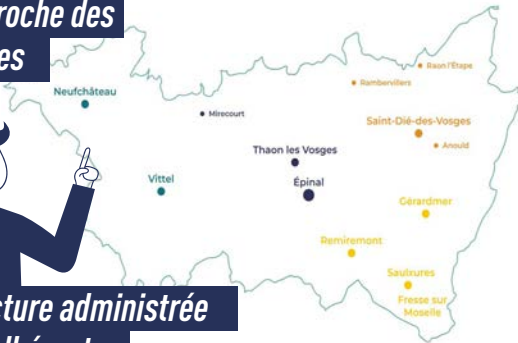 roche des
es
Raon l'Étape
Rambervillers
Neufchâteau
Mirecourt
Saint-Dié-des-Vosges
Anould
Thaon les Vosges
Vittel
Épinal
Gérardmer
Remiremont
Saulxures
Fresse sur
Moselle
cture administrée